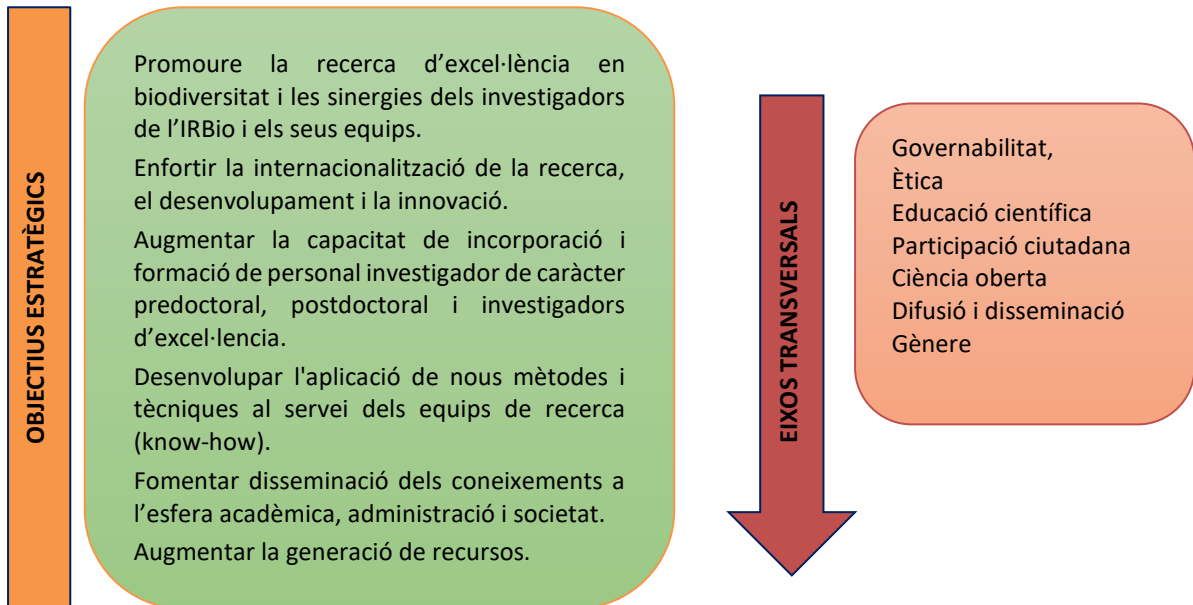 OBJECTIUS ESTRATÈGICS
Promoure la recerca d’excel·lència en
biodiversitat i les sinergies dels investigadors
de l’IRBio i els seus equips.
Enfortir la internacionalització de la recerca,
el desenvolupament i la innovació.
Augmentar la capacitat de incorporació i
formació de personal investigador de caràcter
predoctoral, postdoctoral i investigadors
d’excel·lencia.
Desenvolupar l'aplicació de nous mètodes i
tècniques al servei dels equips de recerca
(know-how).
Fomentar disseminació dels coneixements a
l’esfera acadèmica, administració i societat.
Augmentar la generació de recursos.
EIXOS TRANSVERSALS
Governabilitat,
Ètica
Educació científica
Participació ciutadana
Ciència oberta
Difusió i disseminació
Gènere